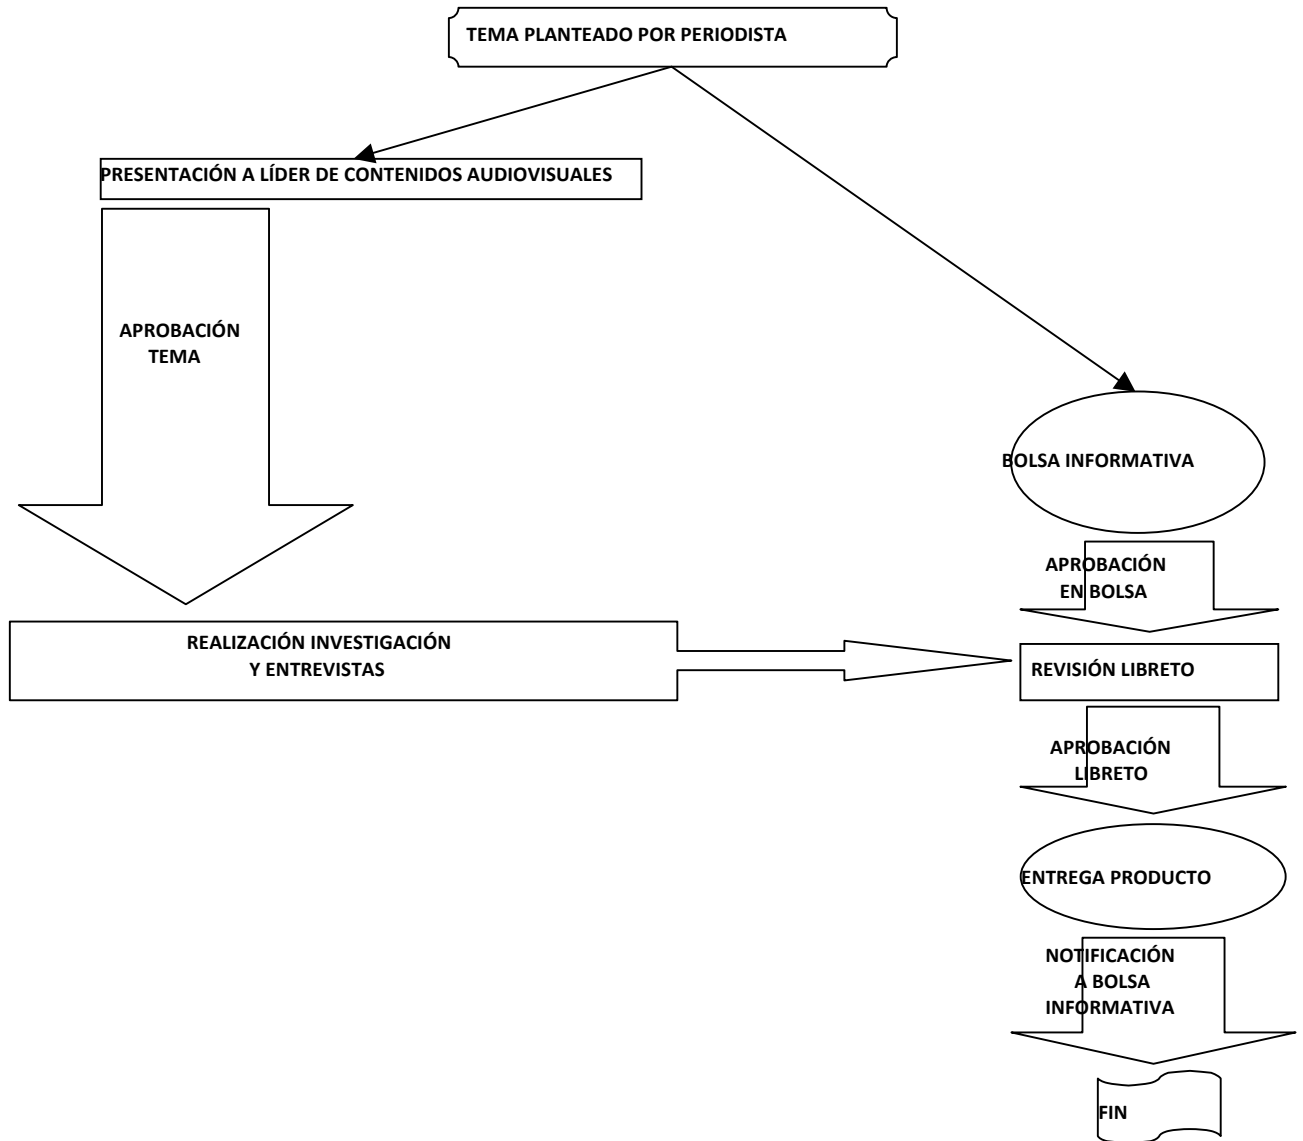 TEMA PLANTEADO POR PERIODISTA
PRESENTACIÓN A LÍDER DE CONTENIDOS AUDIOVISUALES
APROBACIÓN
TEMA
BOLSA INFORMATIVA
APROBACIÓN
EN BOLSA
REALIZACIÓN INVESTIGACIÓN
Y ENTREVISTAS
REVISIÓN LIBRETO
APROBACIÓN
LIBRETO
ENTREGA PRODUCTO
NOTIFICACIÓN
A BOLSA
INFORMATIVA
FIN